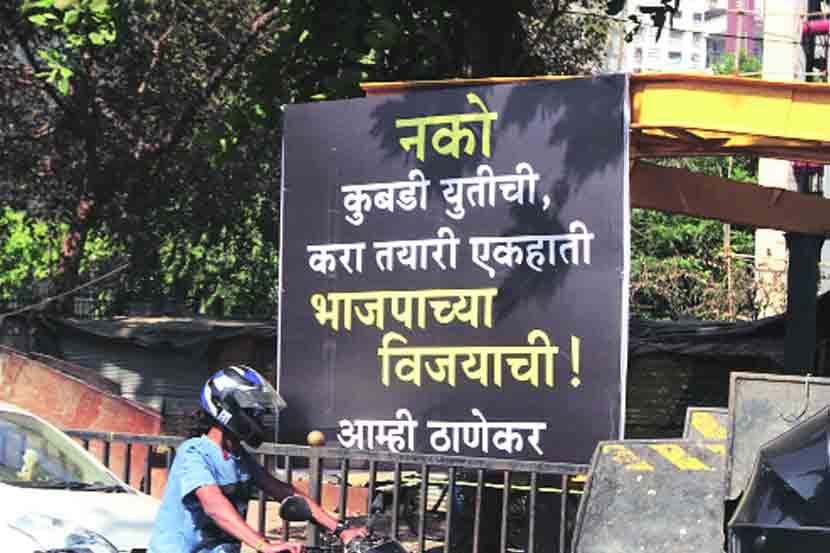 नको
कुबडी युतीची,
करा तयारी एकहाती
भाजपाच्या
विजयाची!
आम्ही ठाणेकर